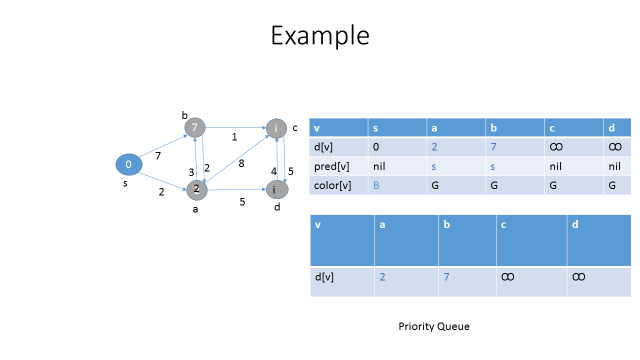 Example
b
7
i
c
1
7
0
3
2
8
4
5
s
2
2
i
5
a
d
v s a b c d
d[v] 0 2 7 ∞ ∞
pred[v] nil s s nil nil
color[v] B G G G G
v a b c d
d[v] 2 7 ∞ ∞
Priority Queue